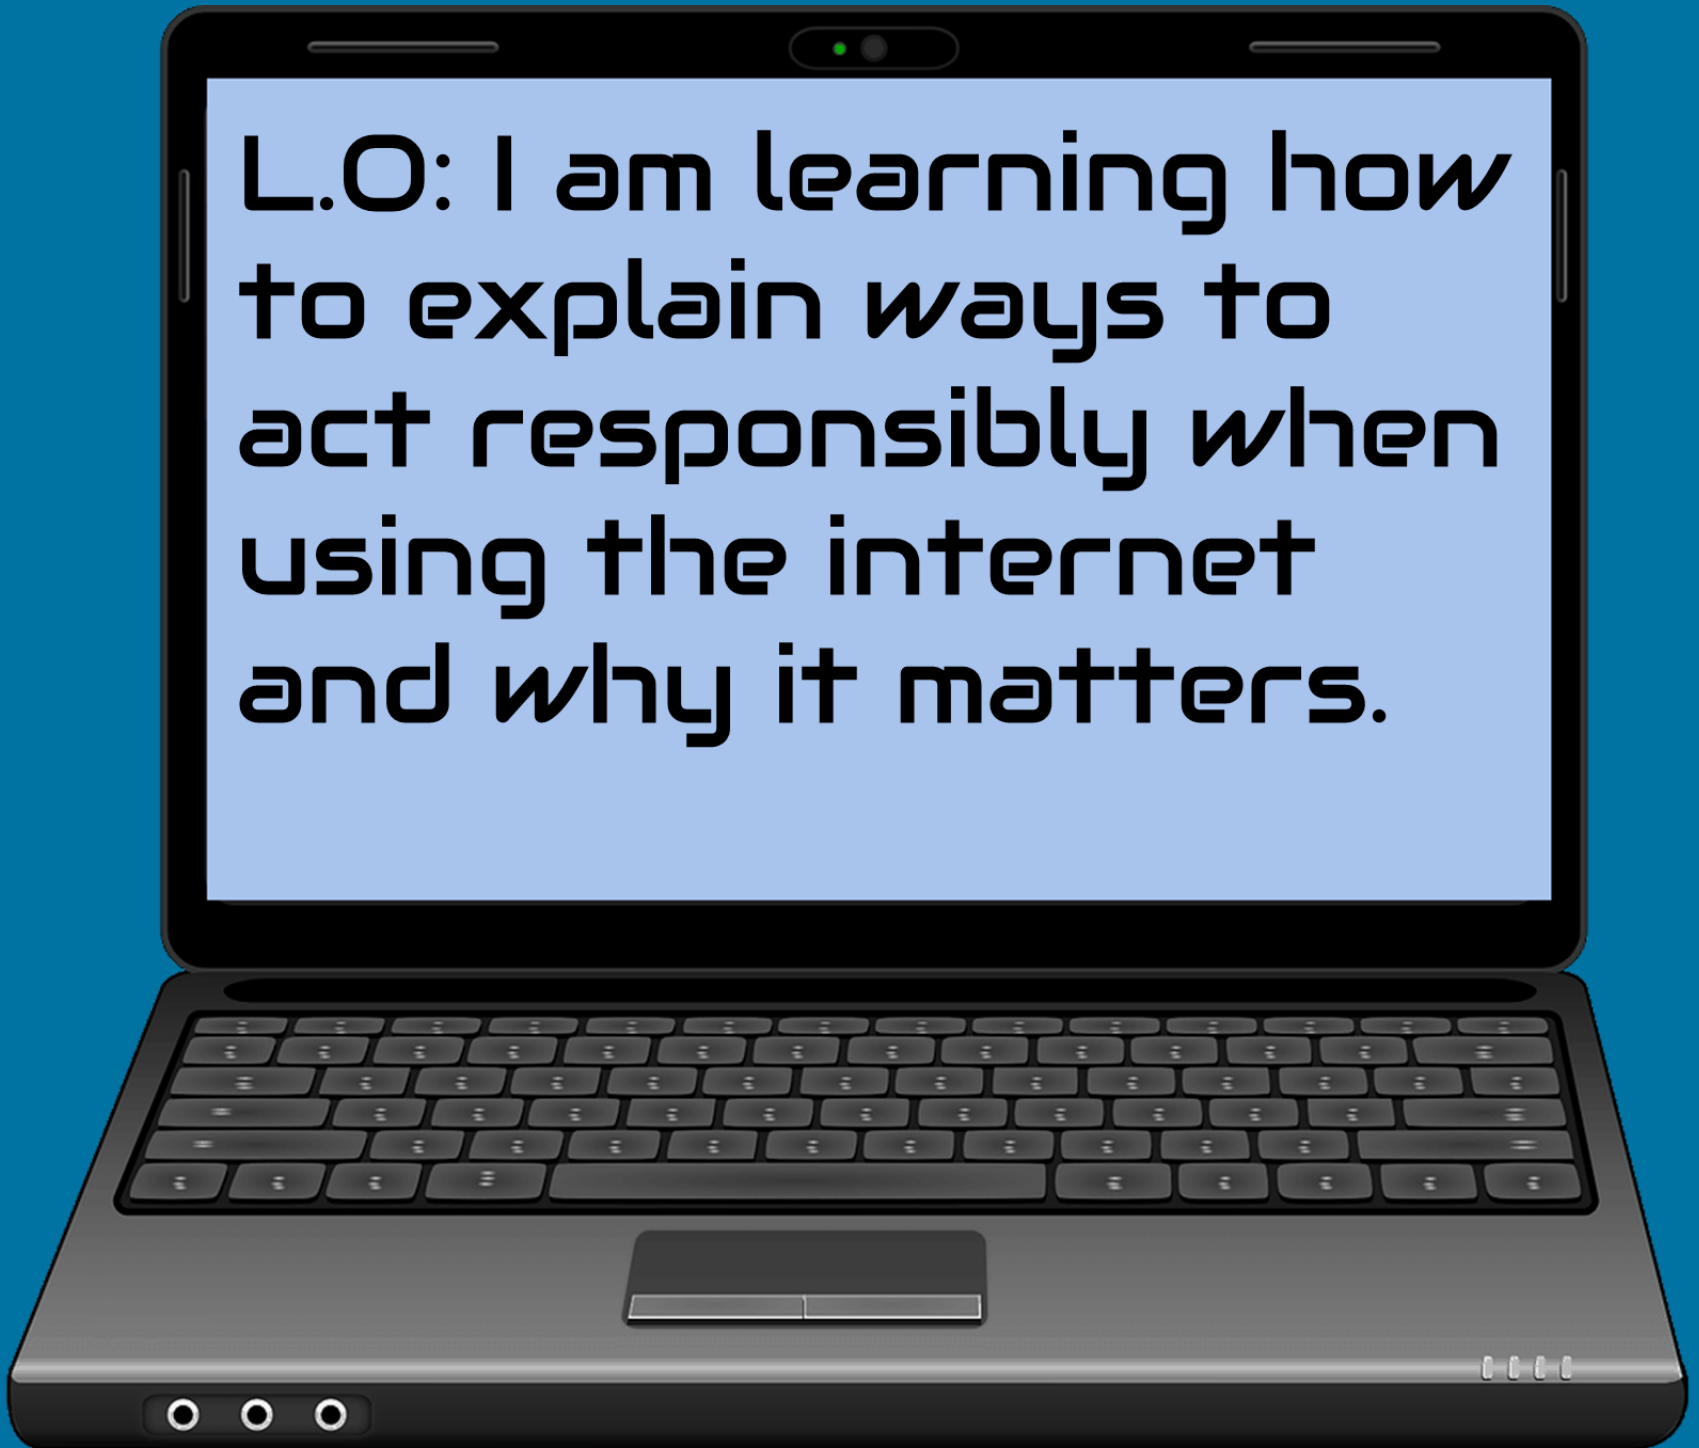 L.O: I am learning how
to explain ways to
act responsibly when
using the internet
and why it matters.